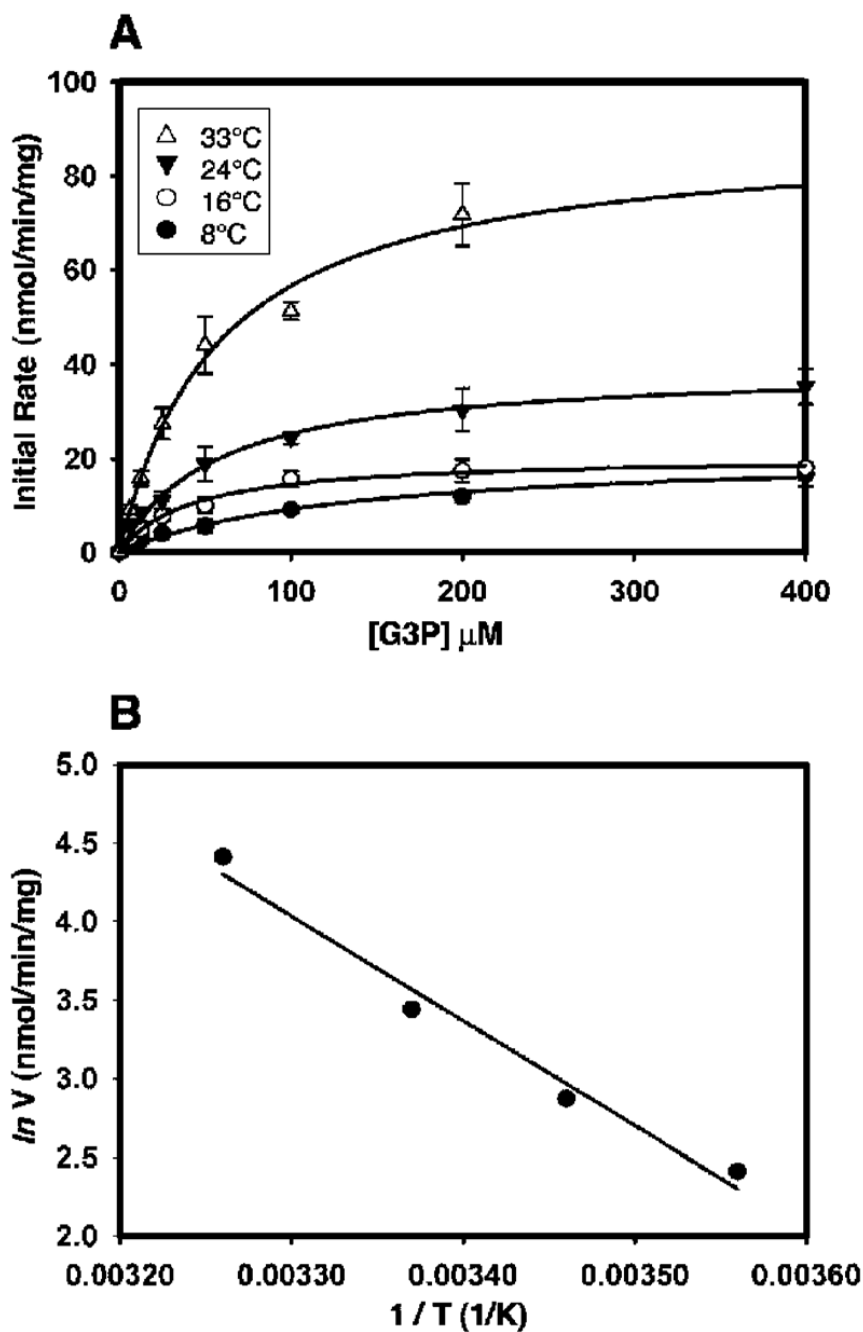 A
Initial Rate (nmol/min/mg)
100
80
60
40
20
0
33°C
24°C
16°C
8°C
0 100 200 300 400
[G3P] μM
B
ln V (nmol/min/mg)
5.0
4.5
4.0
3.5
3.0
2.5
2.0
0.00320 0.00330 0.00340 0.00350 0.00360
1 / T (1/K)